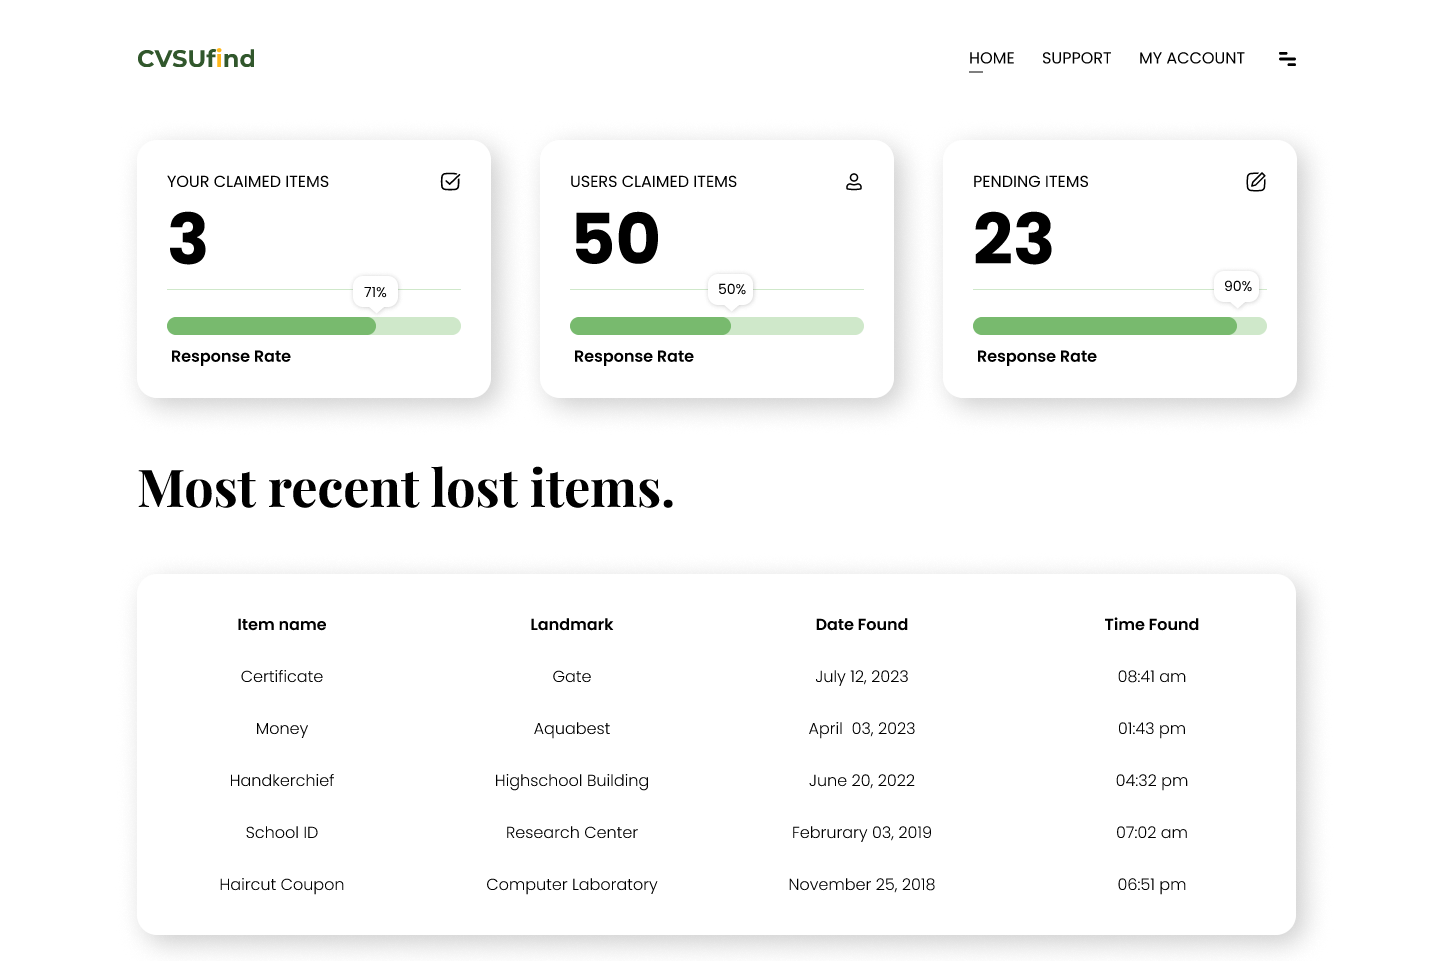 CVSUfind
HOME SUPPORT MY ACCOUNT
YOUR CLAIMED ITEMS
3
71%
Response Rate
USERS CLAIMED ITEMS
50
50%
Response Rate
PENDING ITEMS
23
90%
Response Rate
Most recent lost items.
Item name Landmark Date Found Time Found
Certificate Gate July 12, 2023 08:41 am
Money Aquabest April  03, 2023 01:43 pm
Handkerchief Highschool Building June 20, 2022 04:32 pm
School ID Research Center Februrary 03, 2019 07:02 am
Haircut Coupon Computer Laboratory November 25, 2018 06:51 pm